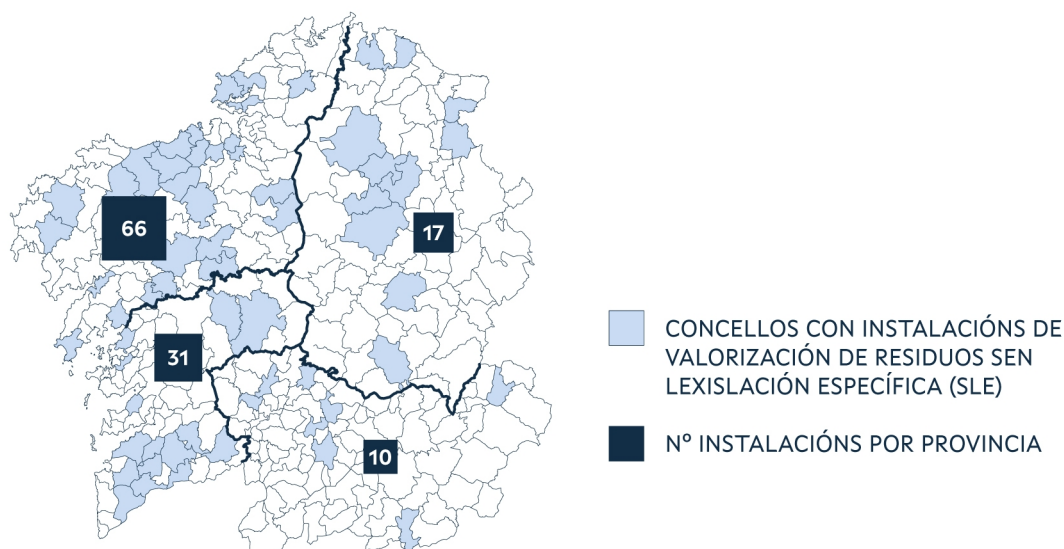 66
17
31
10
CONCELLOS CON INSTALACIÓNS DE
VALORIZACIÓN DE RESIDUOS SEN
LEXISLACIÓN ESPECÍFICA (SLE)
Nº INSTALACIÓNS POR PROVINCIA